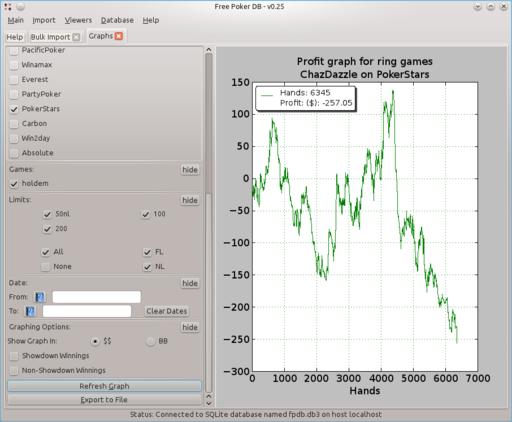 Free Poker DB - v0.25
Main Import Viewers Database Help
Help Bulk Import Graphs
PacificPoker
Winamax
Everest
PartyPoker
PokerStars
Carbon
Win2day
Absolute
Games: hide
holdem
Limits: hide
50nl 100
200
All FL
None NL
Date: hide
From:
To: Clear Dates
Graphing Options: hide
Show Graph In: $$ BB
Showdown Winnings
Non-Showdown Winnings
Refresh Graph
Export to File
Profit graph for ring games
ChazDazzle on PokerStars
Hands: 6345
Profit: ($): -257.05
150
100
50
0
−50
−100
−150
−200
−250
−300
0 1000 2000 3000 4000 5000 6000 7000
Hands
Status: Connected to SQLite database named fpdb.db3 on host localhost